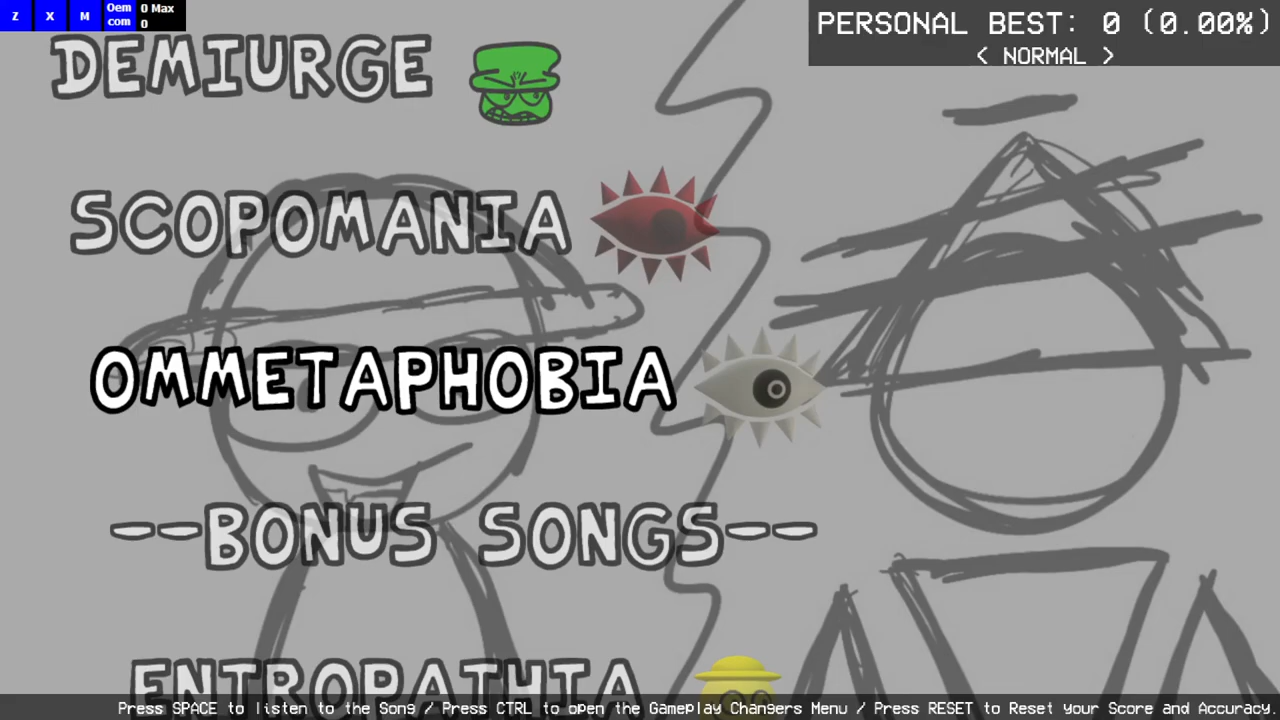 Z X M Oem com 0 Max 0
PERSONAL BEST: 0 (0.00%)
< NORMAL >
DEMIURGE
SCOPOMANIA
OMMETAPHOBIA
--BONUS SONGS--
ENTROPATHIA
Press SPACE to listen to the Song / Press CTRL to open the Gameplay Changers Menu / Press RESET to Reset your Score and Accuracy.